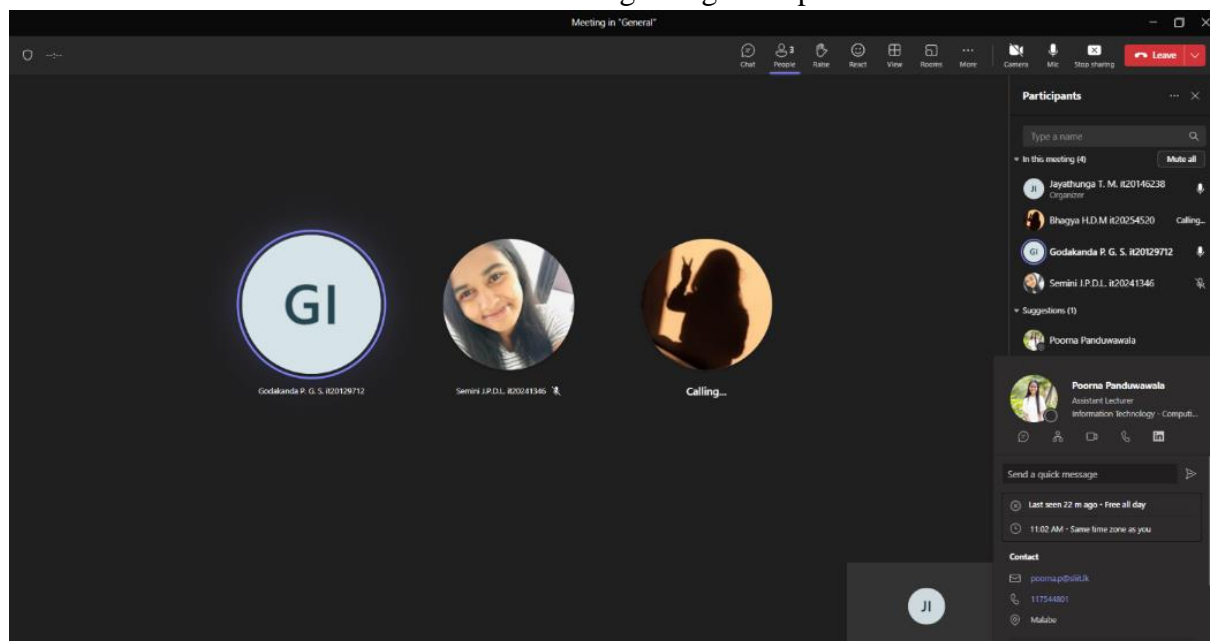 Meeting in "General"
--:--
Chat
3
People
Raise
React
View
Rooms
More
Camera
Mic
Stop sharing
Leave
Participants
Type a name
In this meeting (4)
Mute all
JI
Jayathunga T. M. it20146238
Organizer
Bhagya H.D.M it20254520
Calling...
GI
Godakanda P. G. S. it20129712
Semini J.P.D.L. it20241346
Suggestions (1)
Poorna Panduwawala
GI
Godakanda P. G. S. it20129712
Semini J.P.D.L. it20241346
Calling...
Poorna Panduwawala
Assistant Lecturer
Information Technology - Computi...
in
Send a quick message
Last seen 22 m ago - Free all day
11:02 AM - Same time zone as you
Contact
poorna.p@sliit.lk
117544801
Malabe
JI